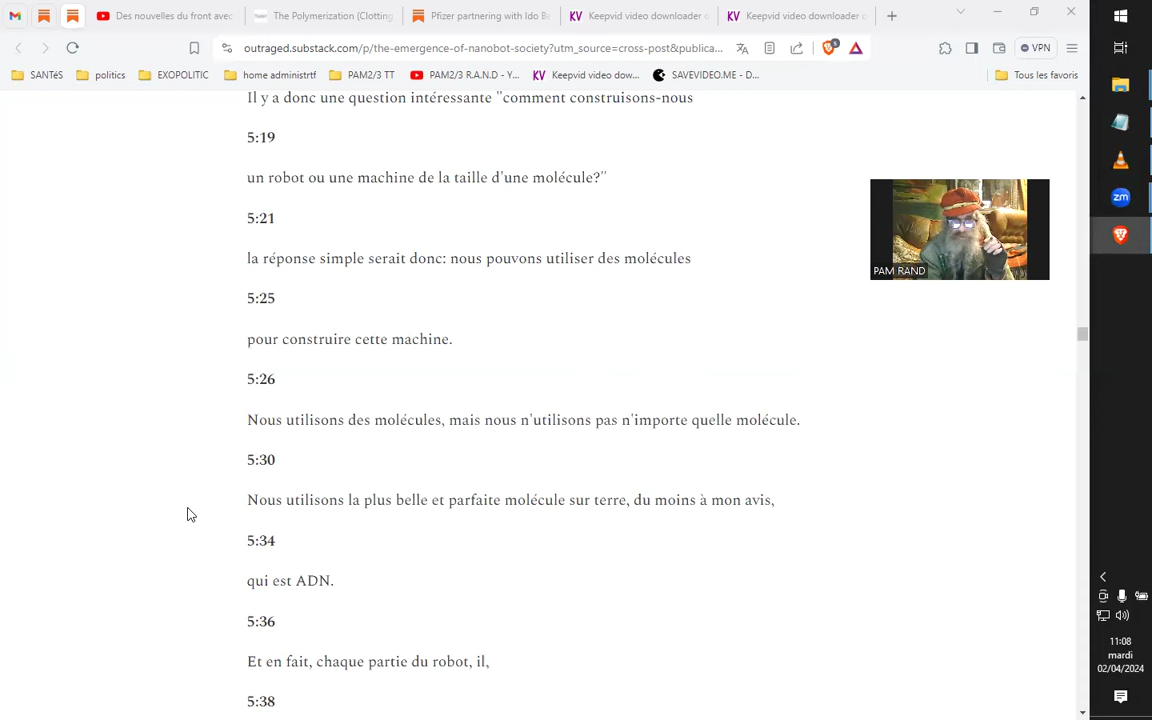 Des nouvelles du front avec
The Polymerization (Clotting
Pfizer partnering with Ido Ba
Keepvid video downloader o
Keepvid video downloader o
outraged.substack.com/p/the-emergence-of-nanobot-society?utm_source=cross-post&publica...
5
VPN
SANTéS
politics
EXOPOLITIC
home administrtf
PAM2/3 TT
PAM2/3 R.A.N.D - Y...
KV Keepvid video dow...
SAVEVIDEO.ME - D...
Tous les favoris
Il y a donc une question intéressante "comment construisons-nous
5:19
un robot ou une machine de la taille d'une molécule?"
5:21
la réponse simple serait donc: nous pouvons utiliser des molécules
5:25
pour construire cette machine.
5:26
Nous utilisons des molécules, mais nous n'utilisons pas n'importe quelle molécule.
5:30
Nous utilisons la plus belle et parfaite molécule sur terre, du moins à mon avis,
5:34
qui est ADN.
5:36
Et en fait, chaque partie du robot, il,
5:38
PAM RAND
zm
11:08
mardi
02/04/2024